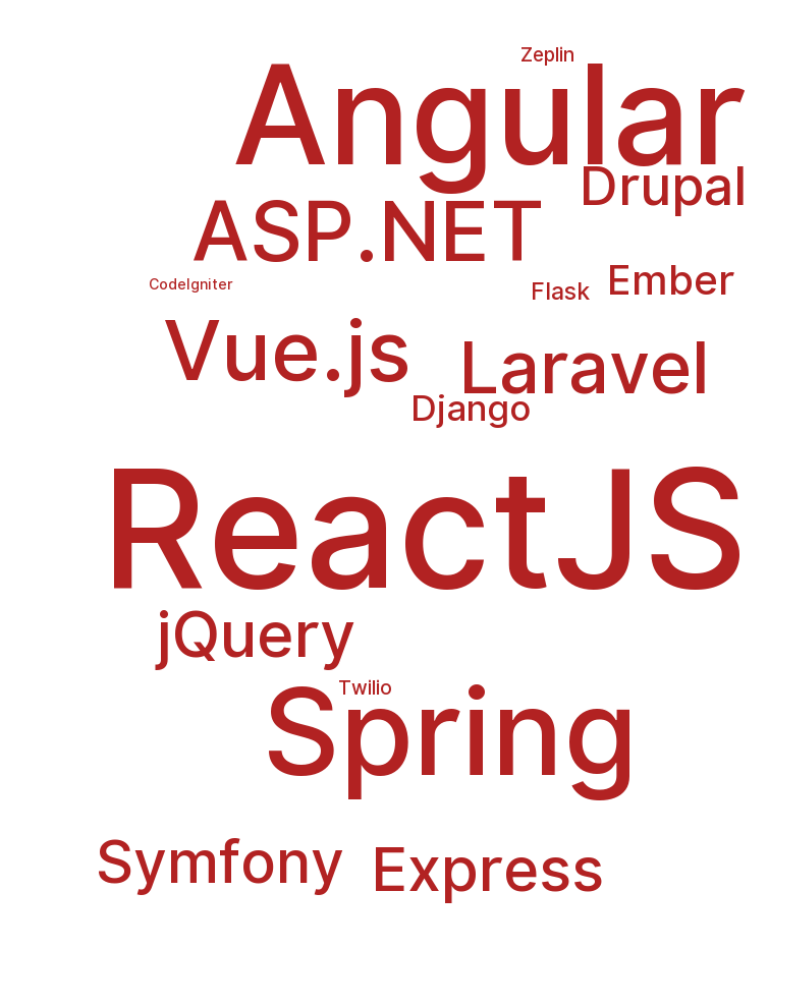 Zeplin
Angular
Drupal
ASP.NET
Ember
CodeIgniter
Flask
Vue.js
Laravel
Django
ReactJS
jQuery
Twilio
Spring
Symfony
Express